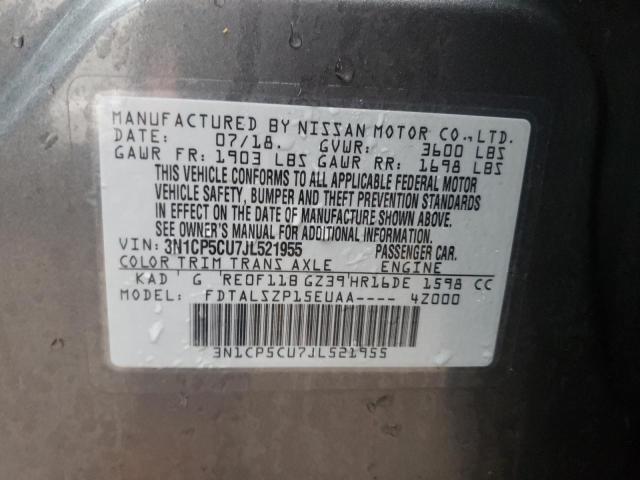 MANUFACTURED BY NISSAN MOTOR CO.,LTD.
DATE: 07/18. GVWR: 3600 LBS
GAWR FR: 1903 LBS GAWR RR: 1698 LBS
THIS VEHICLE CONFORMS TO ALL APPLICABLE FEDERAL MOTOR
VEHICLE SAFETY, BUMPER AND THEFT PREVENTION STANDARDS
IN EFFECT ON THE DATE OF MANUFACTURE SHOWN ABOVE.
SEE OWNER'S MANUAL FOR ADDITIONAL INFORMATION.
VIN: 3N1CP5CU7JL521955 PASSENGER CAR.
COLOR TRIM TRANS AXLE ENGINE
KAD G RE0F11B GZ39 HR16DE 1598 CC
MODEL: FDTALSZP15EUAA---- 4Z000
3N1CP5CU7JL521955